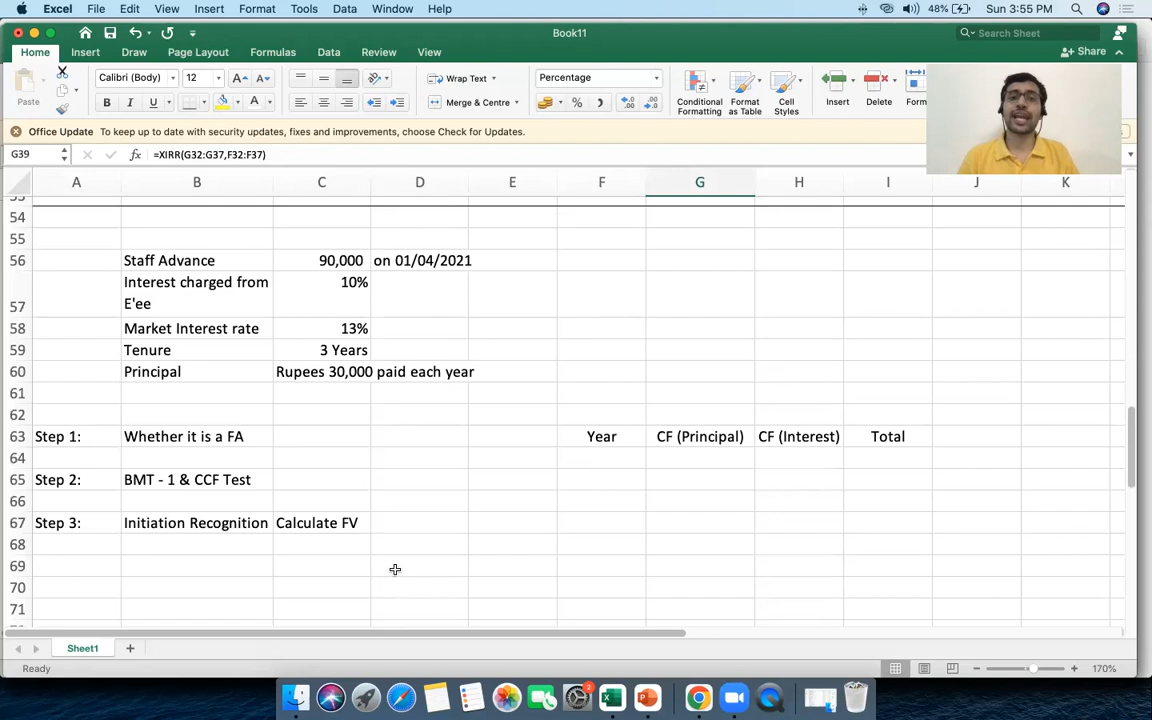 Excel File Edit View Insert Format Tools Data Window Help 48% Sun 3:55 PM
Book11
Search Sheet
Home Insert Draw Page Layout Formulas Data Review View
Share
Paste
Calibri (Body) 12
Wrap Text
Percentage
Merge & Centre
Conditional Formatting
Format as Table
Cell Styles
Insert Delete Form
Office Update To keep up to date with security updates, fixes and improvements, choose Check for Updates.
G39 fx =XIRR(G32:G37,F32:F37)
A B C D E F G H I J K
54
55
56 Staff Advance 90,000 on 01/04/2021
57 Interest charged from E'ee 10%
58 Market Interest rate 13%
59 Tenure 3 Years
60 Principal Rupees 30,000 paid each year
61
62
63 Step 1: Whether it is a FA Year CF (Principal) CF (Interest) Total
64
65 Step 2: BMT - 1 & CCF Test
66
67 Step 3: Initiation Recognition Calculate FV
68
69
70
71
Sheet1
Ready 170%
2